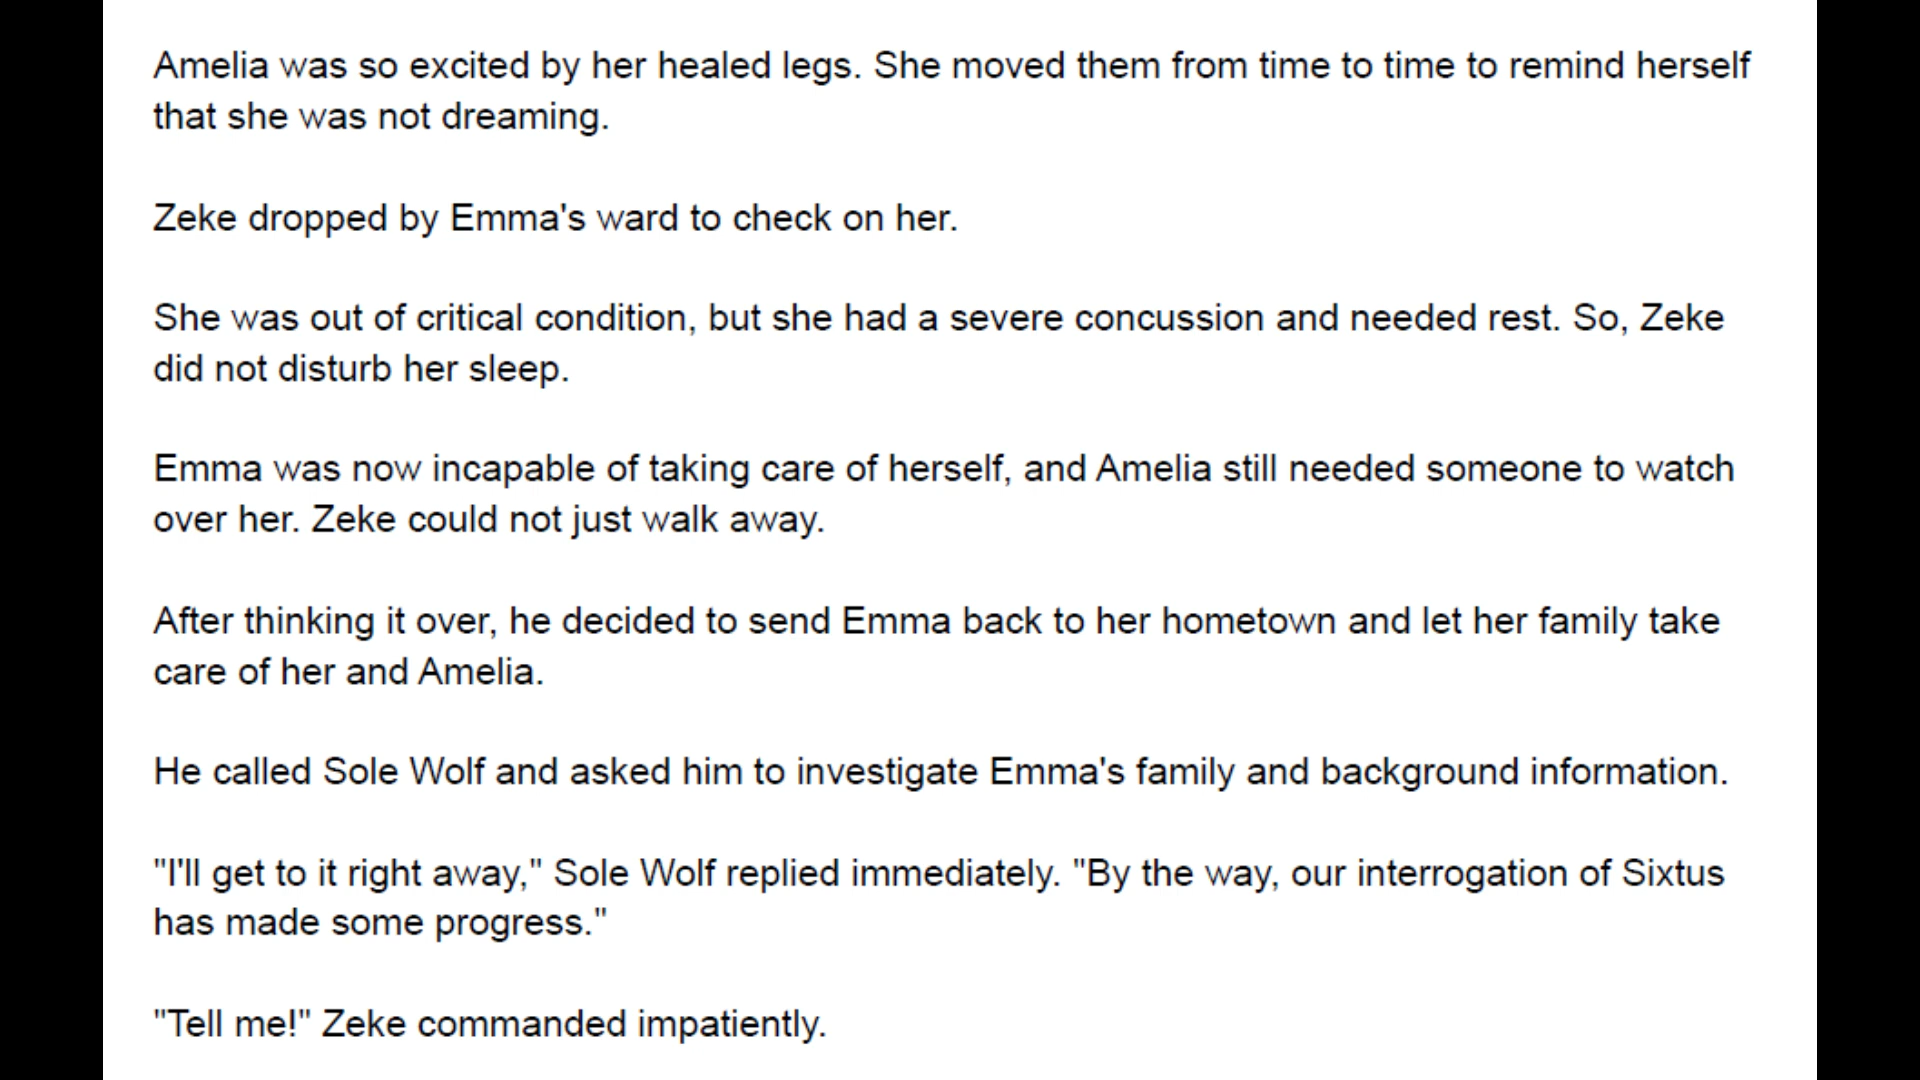 Amelia was so excited by her healed legs. She moved them from time to time to remind herself
that she was not dreaming.
Zeke dropped by Emma's ward to check on her.
She was out of critical condition, but she had a severe concussion and needed rest. So, Zeke
did not disturb her sleep.
Emma was now incapable of taking care of herself, and Amelia still needed someone to watch
over her. Zeke could not just walk away.
After thinking it over, he decided to send Emma back to her hometown and let her family take
care of her and Amelia.
He called Sole Wolf and asked him to investigate Emma's family and background information.
"I'll get to it right away," Sole Wolf replied immediately. "By the way, our interrogation of Sixtus
has made some progress."
"Tell me!" Zeke commanded impatiently.